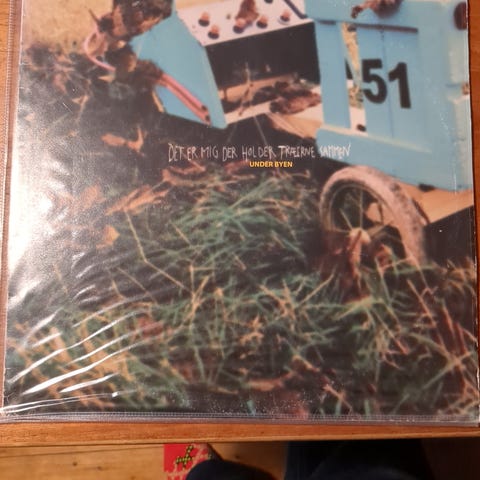 51
DET ER MIG DER HOLDER TRÆERNE SAMMEN
UNDER BYEN